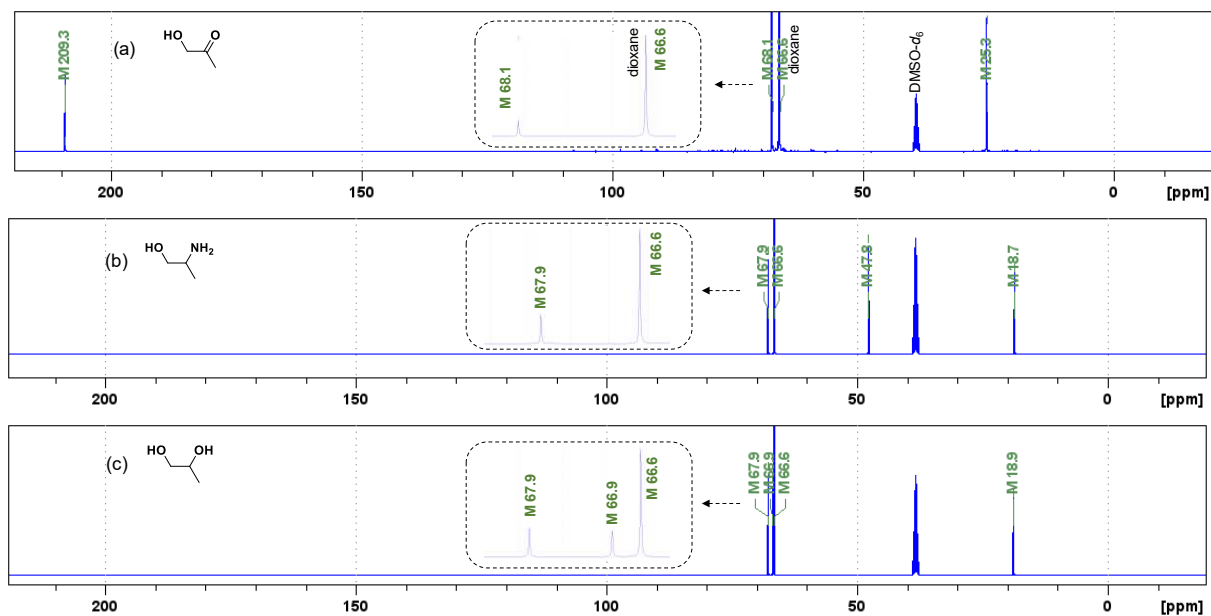 (a)
HO
O
M 209.3
M 68.1
dioxane
M 66.6
M 68.1
M 66.6
dioxane
DMSO-d6
M 25.3
200
150
100
50
0
[ppm]
(b)
HO
NH2
M 67.9
M 66.6
M 67.9
M 66.6
M 47.8
M 18.7
200
150
100
50
0
[ppm]
(c)
HO
OH
M 67.9
M 66.9
M 66.6
M 67.9
M 66.9
M 66.6
M 18.9
200
150
100
50
0
[ppm]